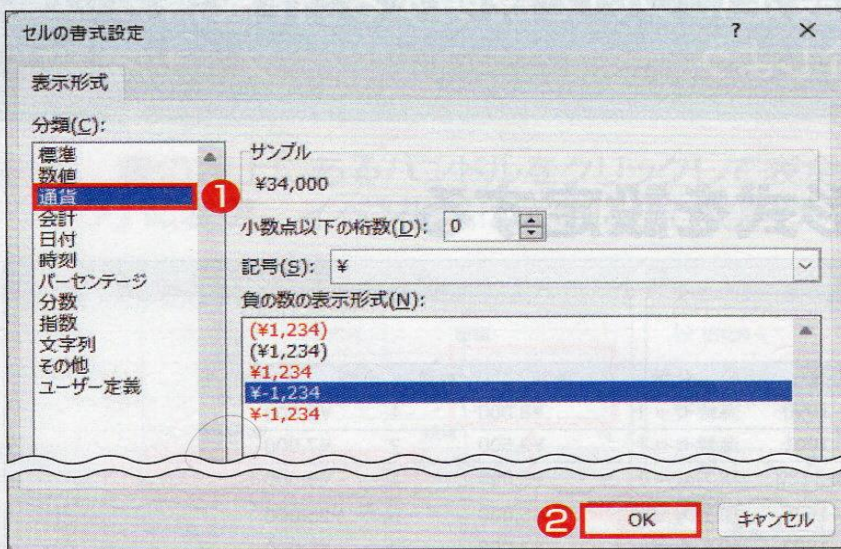 セルの書式設定 ? ×
表示形式
分類(C):
標準
数値
通貨
会計
日付
時刻
パーセンテージ
分数
指数
文字列
その他
ユーザー定義
❶
サンプル
¥34,000
小数点以下の桁数(D): 0
記号(S): ¥
負の数の表示形式(N):
(¥1,234)
(¥1,234)
¥1,234
¥-1,234
¥-1,234
❷ OK キャンセル